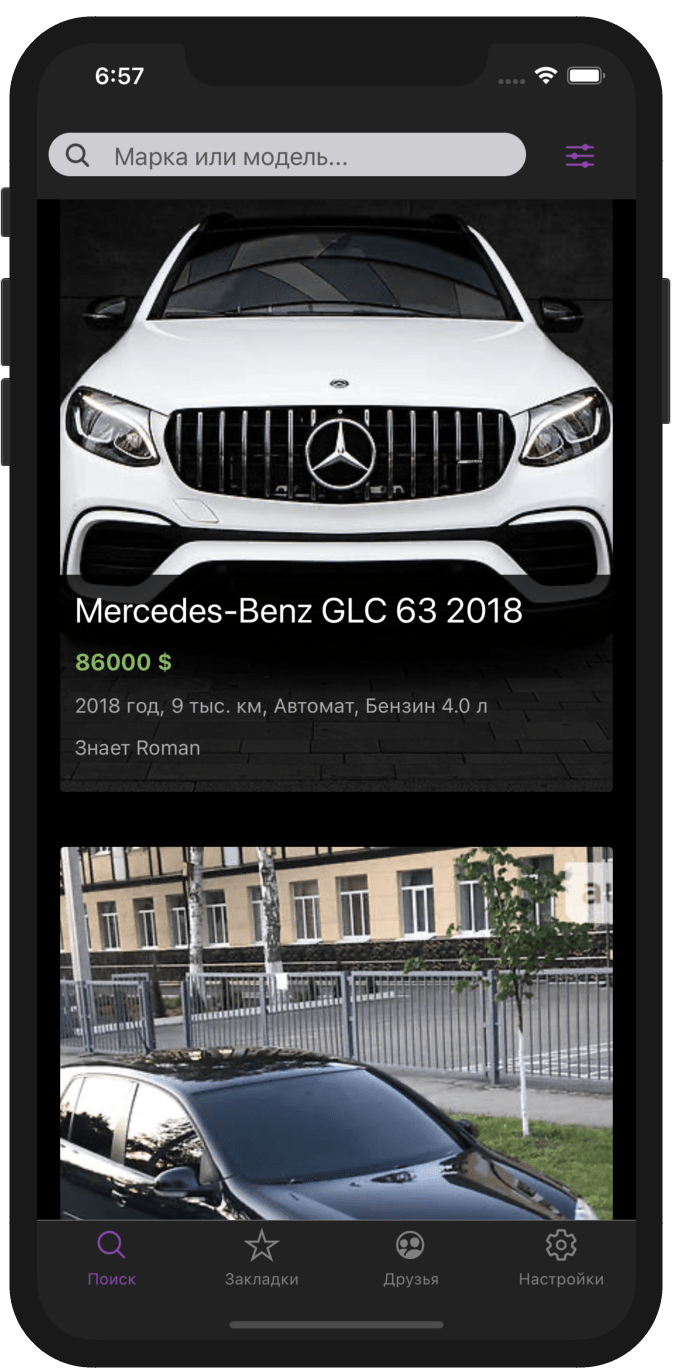 6:57
Марка или модель...
Mercedes-Benz GLC 63 2018
86000 $
2018 год, 9 тыс. км, Автомат, Бензин 4.0 л
Знает Roman
Поиск
Закладки
Друзья
Настройки